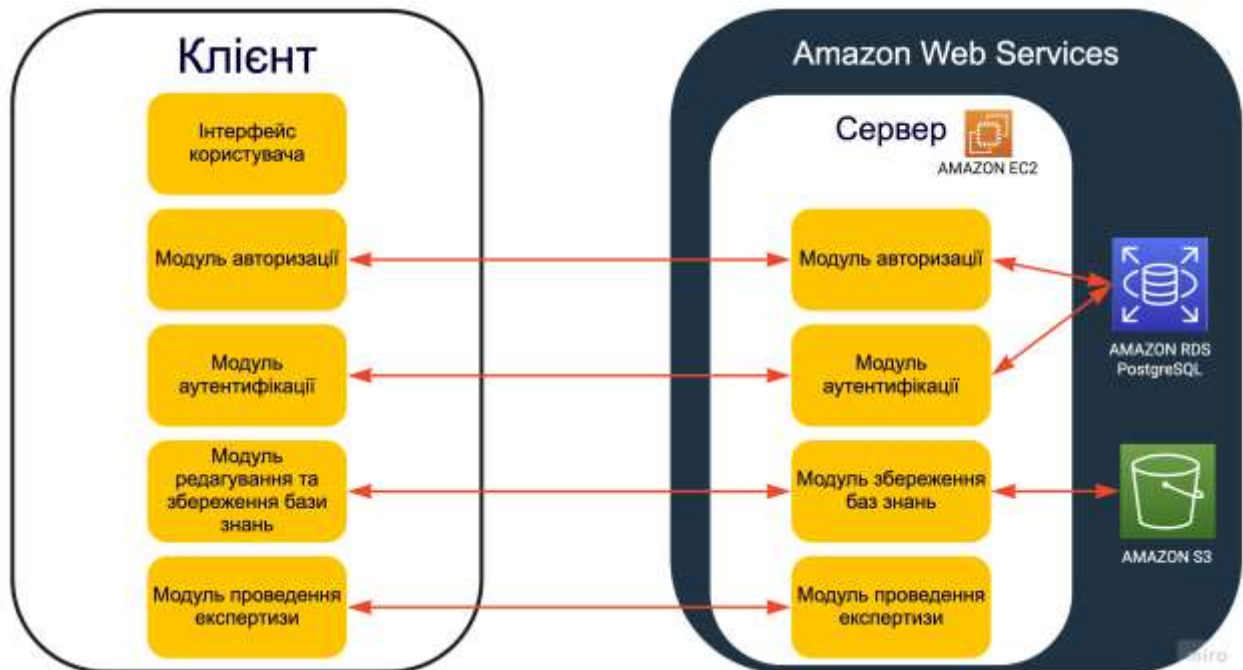 Клієнт
Інтерфейс
користувача
Модуль авторизації
Модуль
аутентифікації
Модуль
редагування та
збереження бази
знань
Модуль проведення
експертизи
Amazon Web Services
Сервер
AMAZON EC2
Модуль авторизації
Модуль
аутентифікації
Модуль збереження
баз знань
Модуль проведення
експертизи
AMAZON RDS
PostgreSQL
AMAZON S3
miro